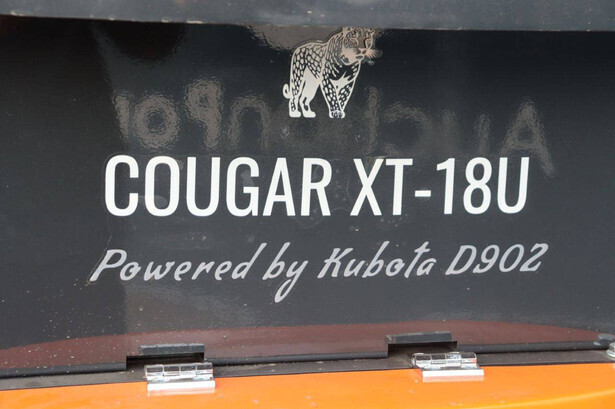 COUGAR XT-18U
Powered by Kubota D902